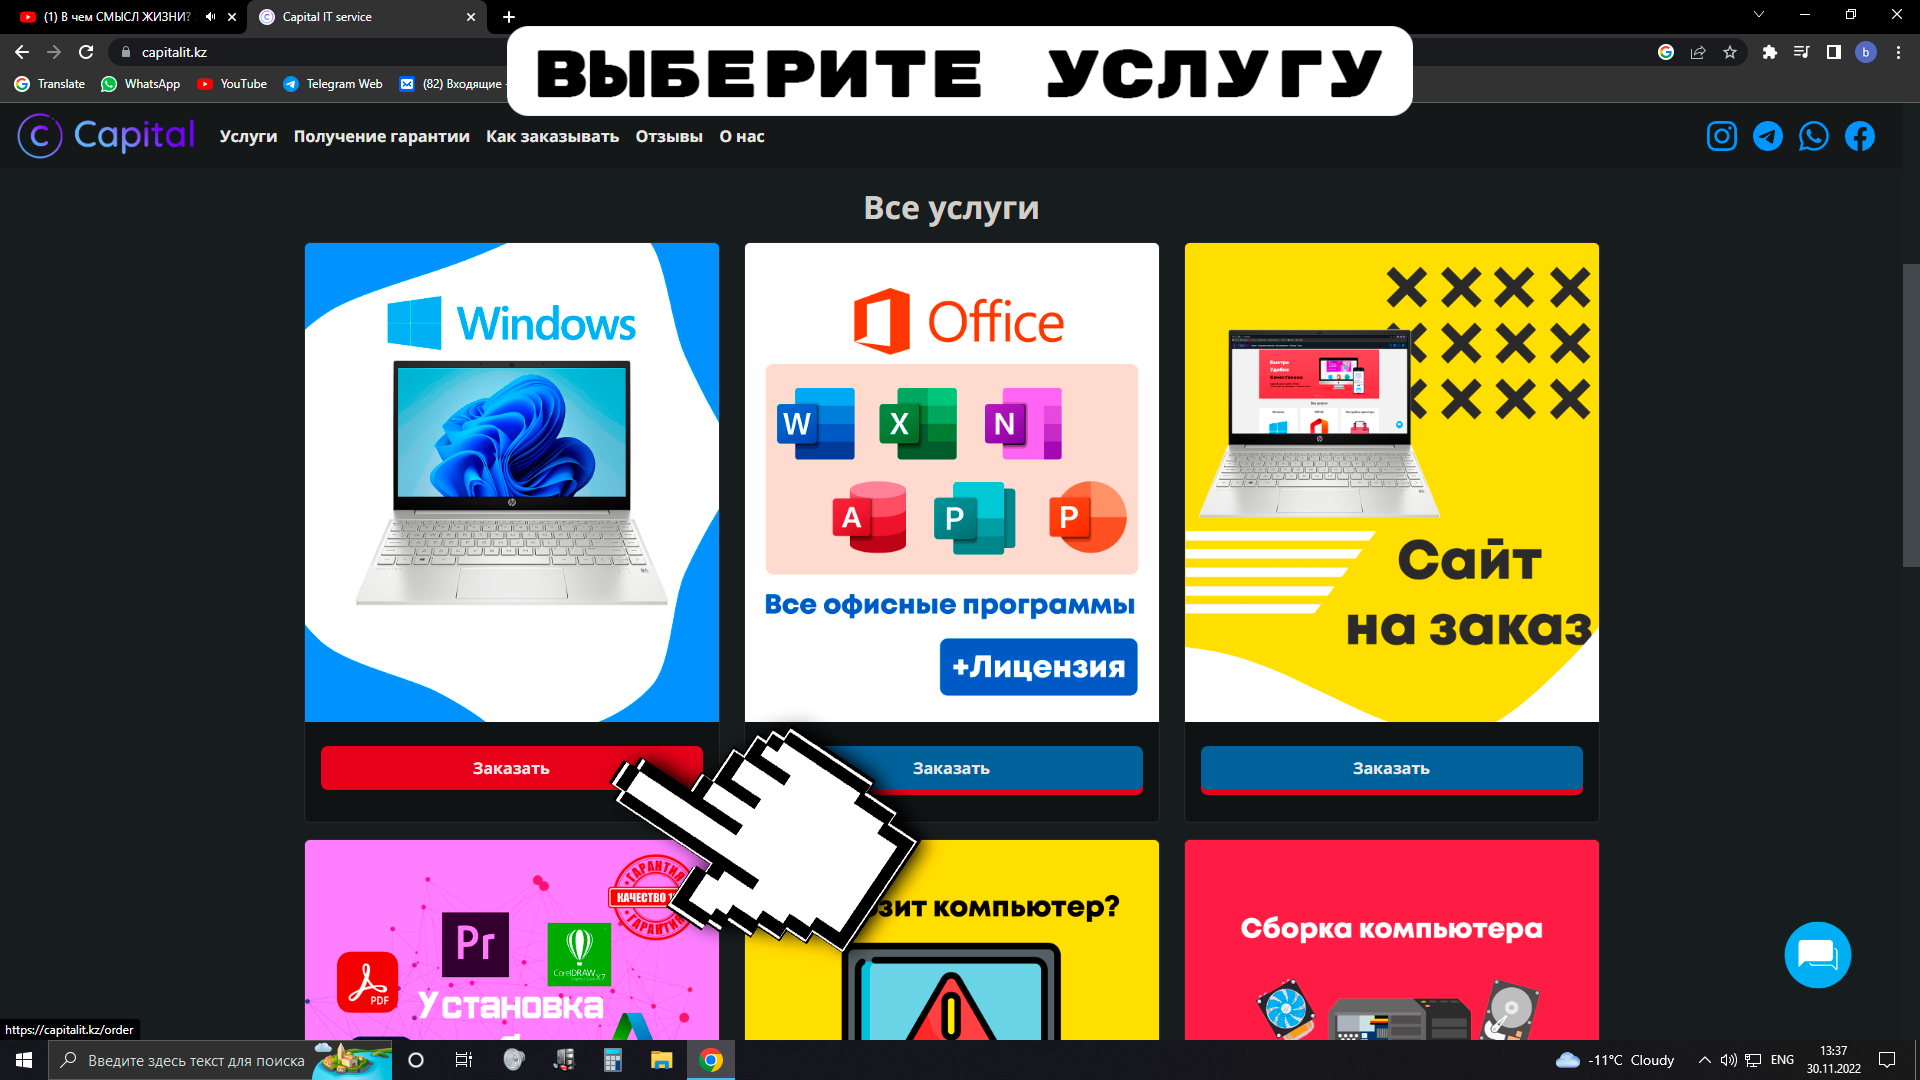 (1) В чем СМЫСЛ ЖИЗНИ?
Capital IT service
capitalit.kz
Translate
WhatsApp
YouTube
Telegram Web
(82) Входящие -
ВЫБЕРИТЕ УСЛУГУ
b
C Capital
Услуги
Получение гарантии
Как заказывать
Отзывы
О нас
Все услуги
Windows
Office
W
X
N
A
P
P
Все офисные программы
+Лицензия
Сайт
на заказ
Заказать
Заказать
Заказать
ГАРАНТИЯ
КАЧЕСТВО
ГАРАНТИ
Pr
CorelDRAW X7
PDF
Установка
зит компьютер?
Сборка компьютера
https://capitalit.kz/order
Введите здесь текст для поиска
-11°C Cloudy
ENG
13:37
30.11.2022